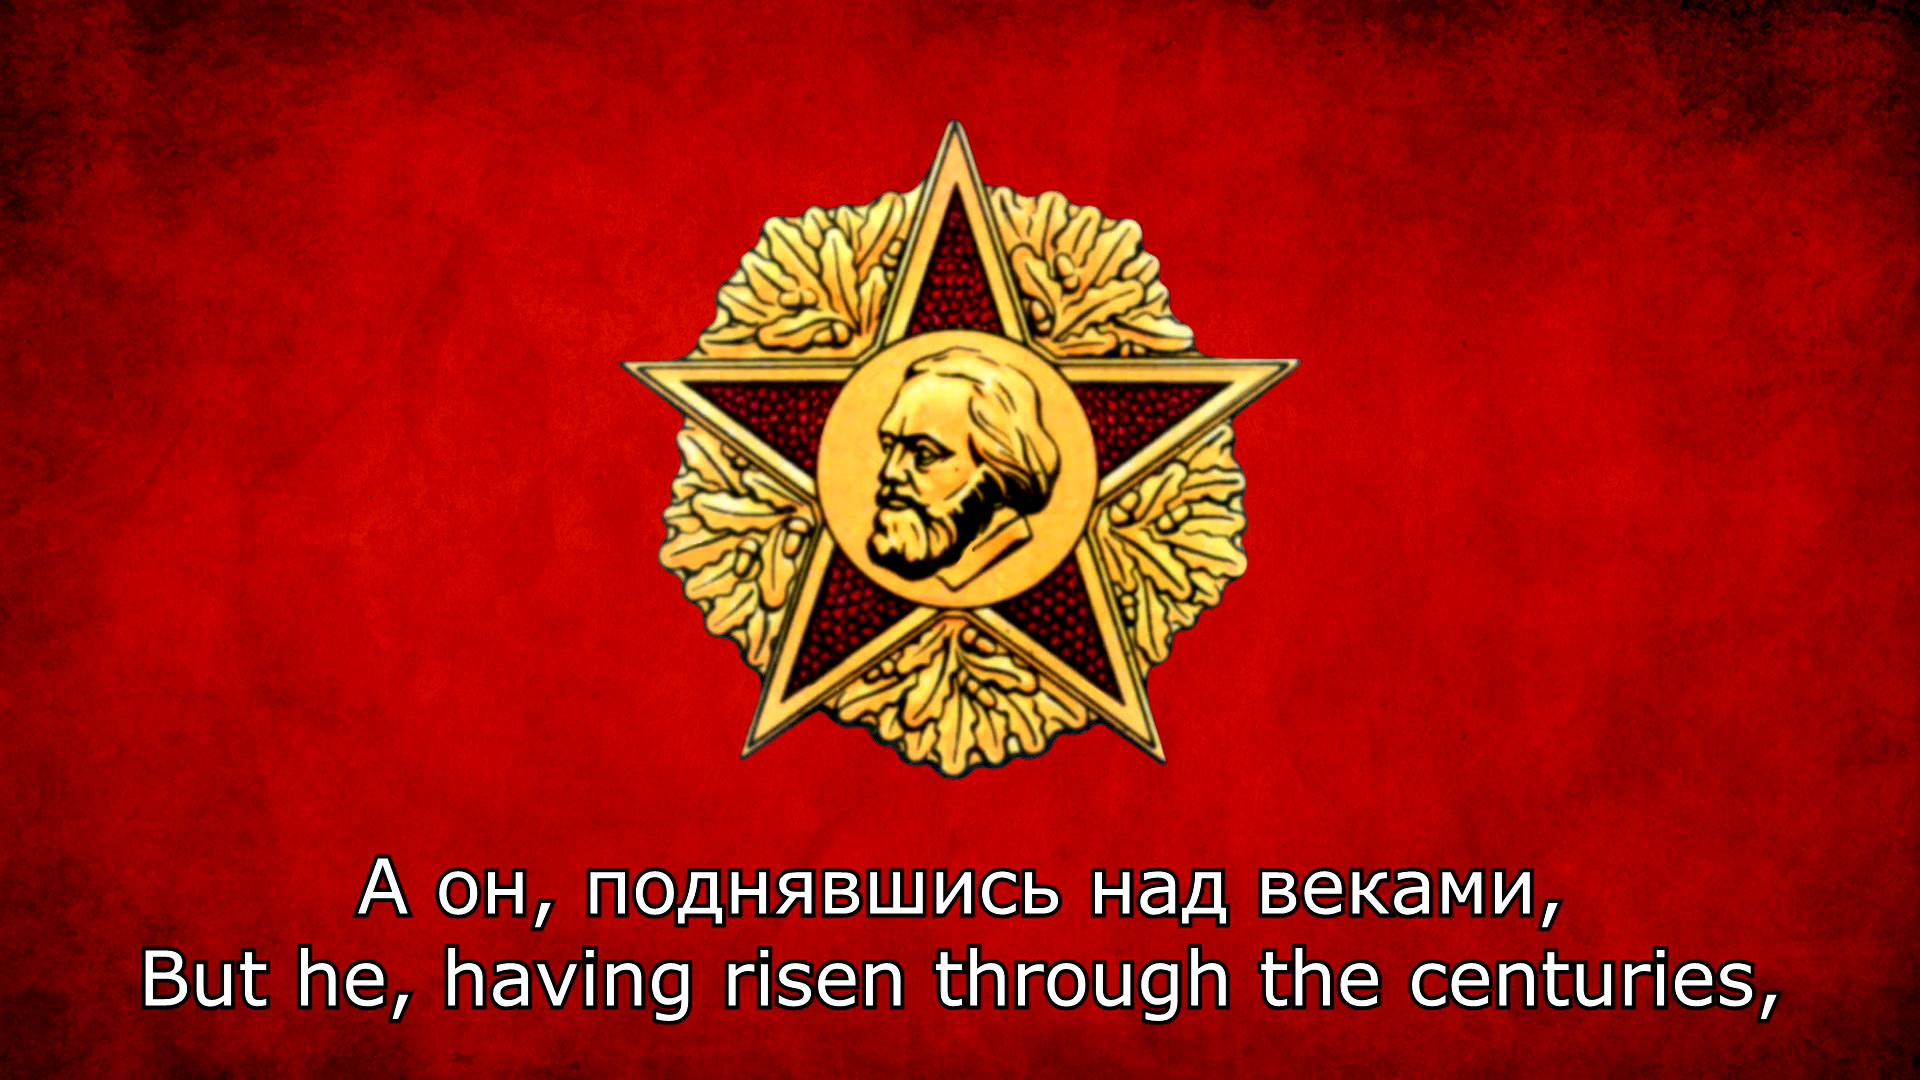 А он, поднявшись над веками,
But he, having risen through the centuries,